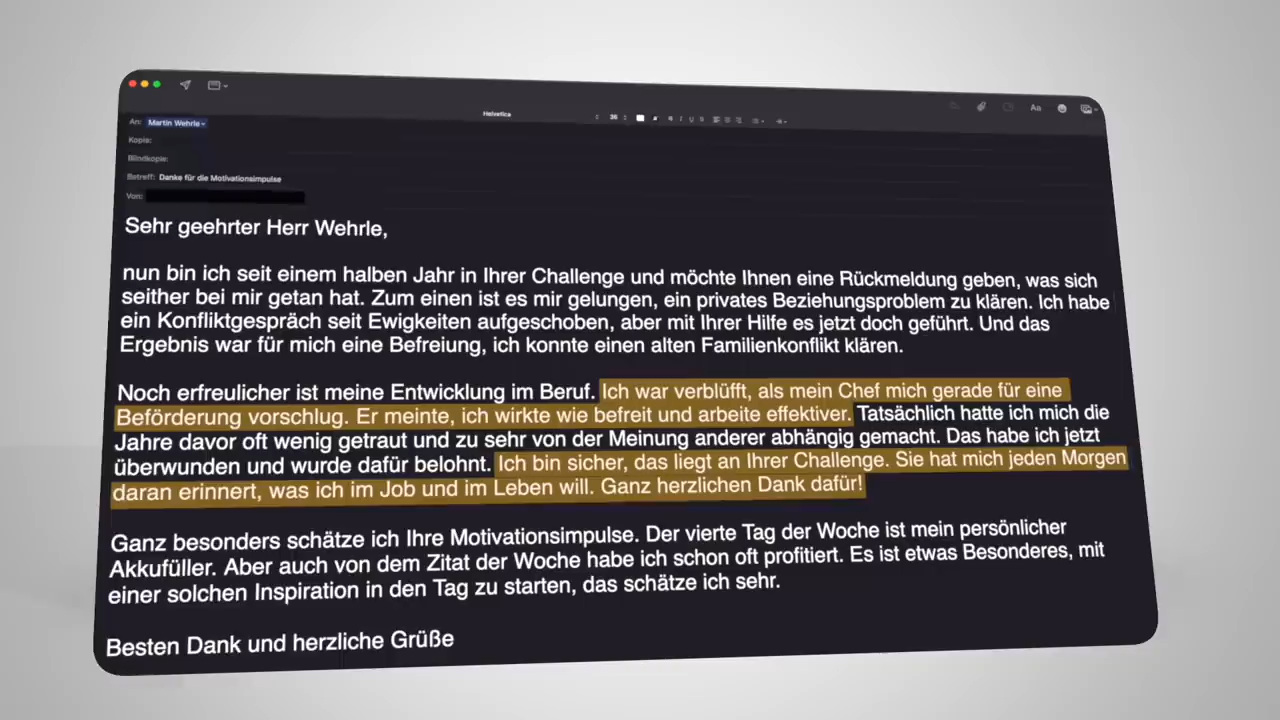 Helvetica
36
Aa
An: Martin Wehrle
Kopie:
Blindkopie:
Betreff: Danke für die Motivationsimpulse
Von:
Sehr geehrter Herr Wehrle,
nun bin ich seit einem halben Jahr in Ihrer Challenge und möchte Ihnen eine Rückmeldung geben, was sich
seither bei mir getan hat. Zum einen ist es mir gelungen, ein privates Beziehungsproblem zu klären. Ich habe
ein Konfliktgespräch seit Ewigkeiten aufgeschoben, aber mit Ihrer Hilfe es jetzt doch geführt. Und das
Ergebnis war für mich eine Befreiung, ich konnte einen alten Familienkonflikt klären.
Noch erfreulicher ist meine Entwicklung im Beruf. Ich war verblüfft, als mein Chef mich gerade für eine
Beförderung vorschlug. Er meinte, ich wirkte wie befreit und arbeite effektiver. Tatsächlich hatte ich mich die
Jahre davor oft wenig getraut und zu sehr von der Meinung anderer abhängig gemacht. Das habe ich jetzt
überwunden und wurde dafür belohnt. Ich bin sicher, das liegt an Ihrer Challenge. Sie hat mich jeden Morgen
daran erinnert, was ich im Job und im Leben will. Ganz herzlichen Dank dafür!
Ganz besonders schätze ich Ihre Motivationsimpulse. Der vierte Tag der Woche ist mein persönlicher
Akkufüller. Aber auch von dem Zitat der Woche habe ich schon oft profitiert. Es ist etwas Besonderes, mit
einer solchen Inspiration in den Tag zu starten, das schätze ich sehr.
Besten Dank und herzliche Grüße